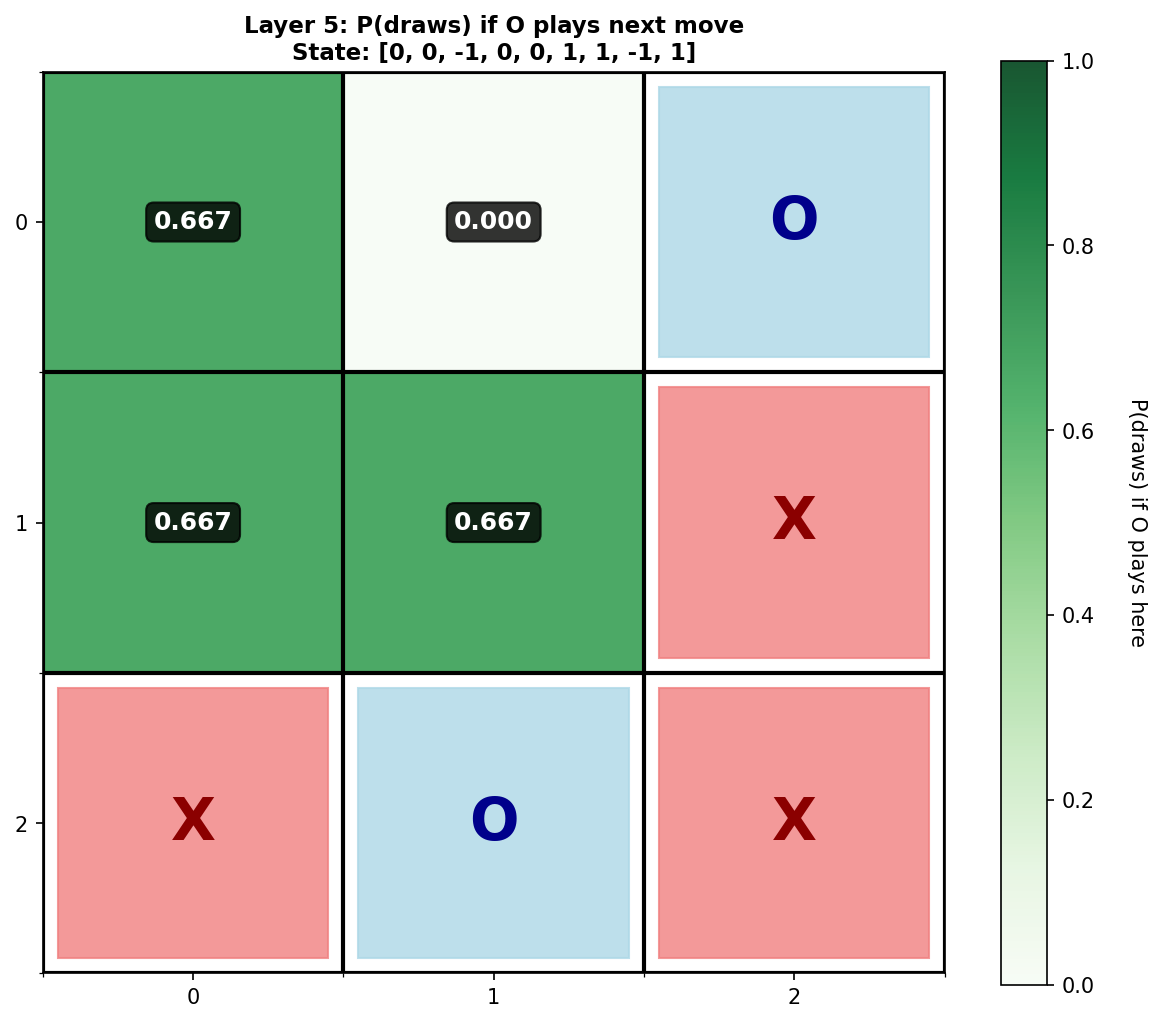 Layer 5: P(draws) if O plays next move
State: [0, 0, -1, 0, 0, 1, 1, -1, 1]
0.667 0.000 O
0.667 0.667 X
X O X
0
1
2
0 1 2
1.0
0.8
0.6
0.4
0.2
0.0
P(draws) if O plays here